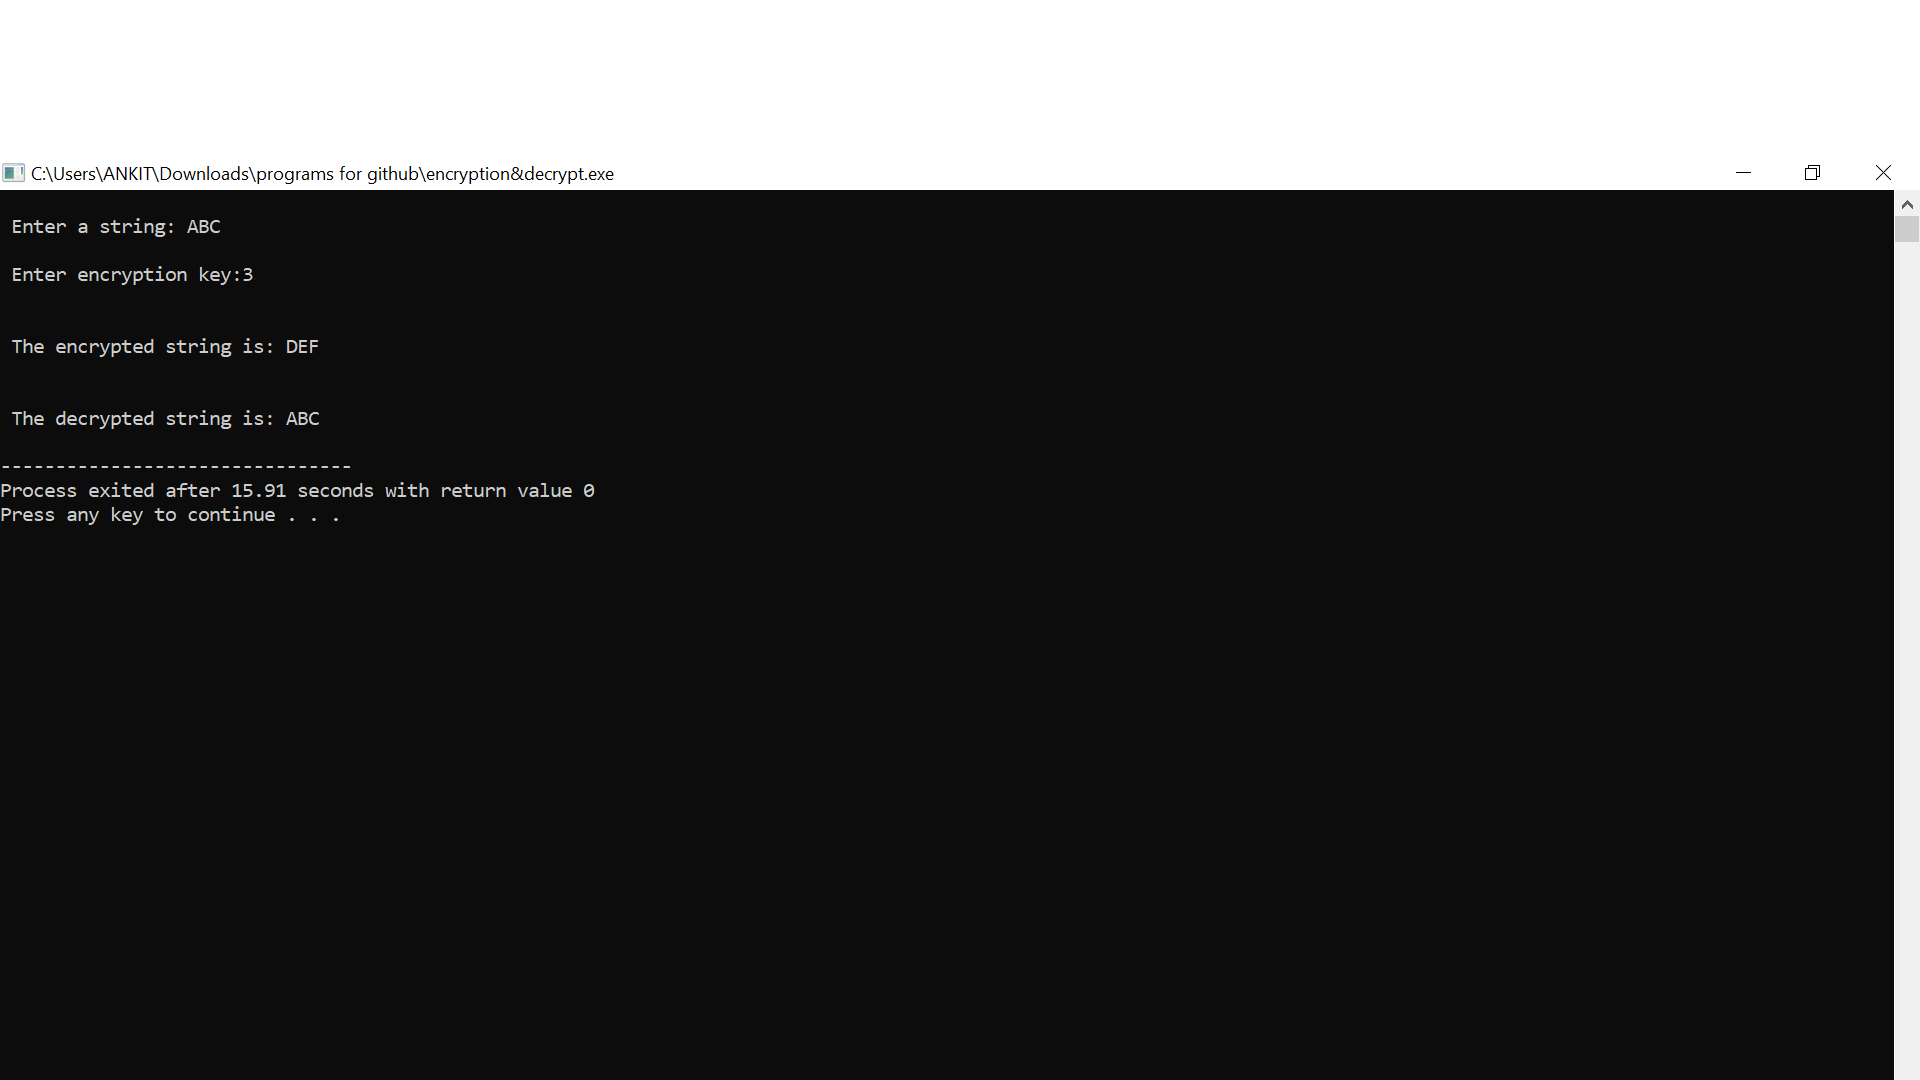 C:\Users\ANKIT\Downloads\programs for github\encryption&decrypt.exe
Enter a string: ABC
Enter encryption key:3
The encrypted string is: DEF
The decrypted string is: ABC
--------------------------------
Process exited after 15.91 seconds with return value 0
Press any key to continue . . .